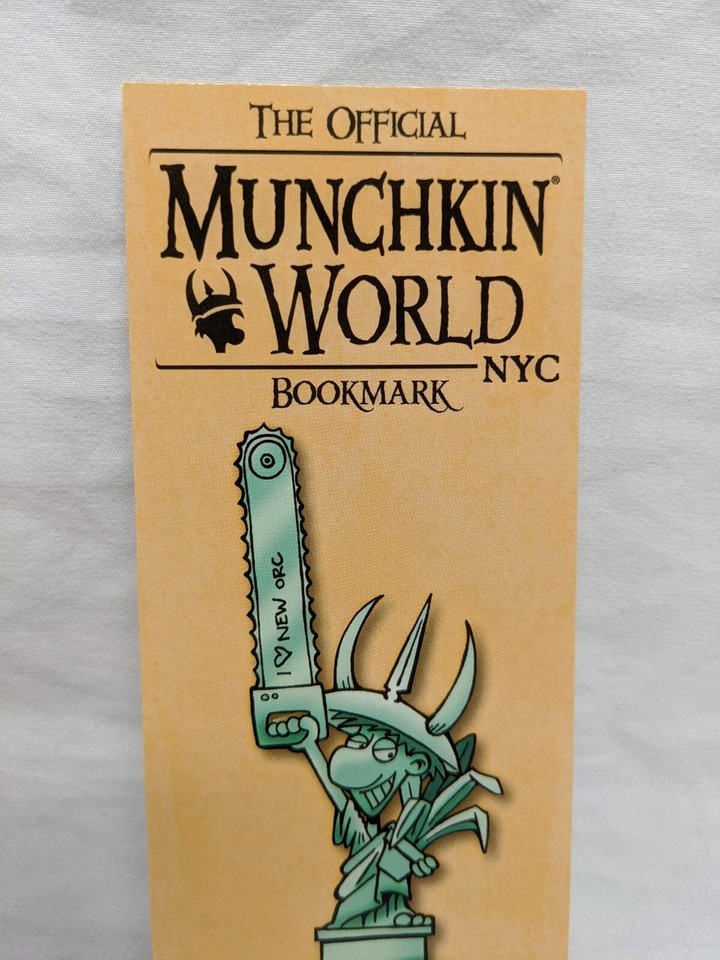 THE OFFICIAL
MUNCHKIN®
WORLD
NYC
BOOKMARK
I ♡ NEW ORC